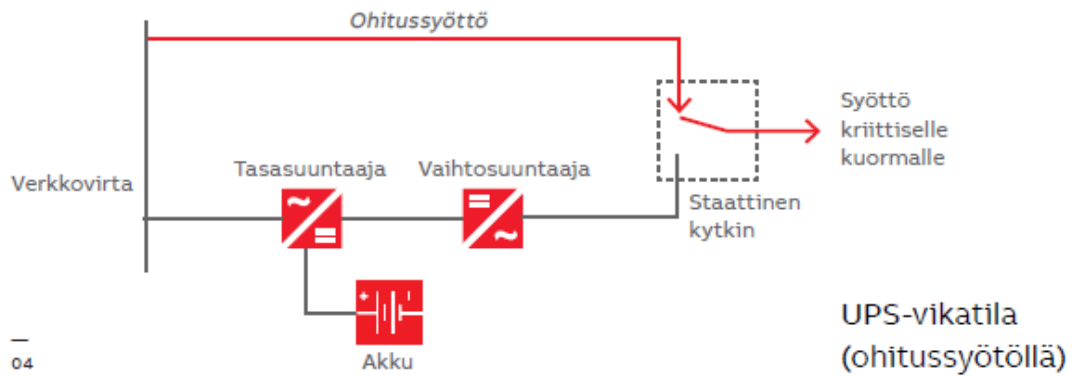 Ohitussyöttö
Syöttö
kriittiselle
kuormalle
Tasasuuntaaja
Vaihtosuuntaaja
Verkkovirta
Staattinen
kytkin
Akku
04
UPS-vikatila
(ohitussyötöllä)